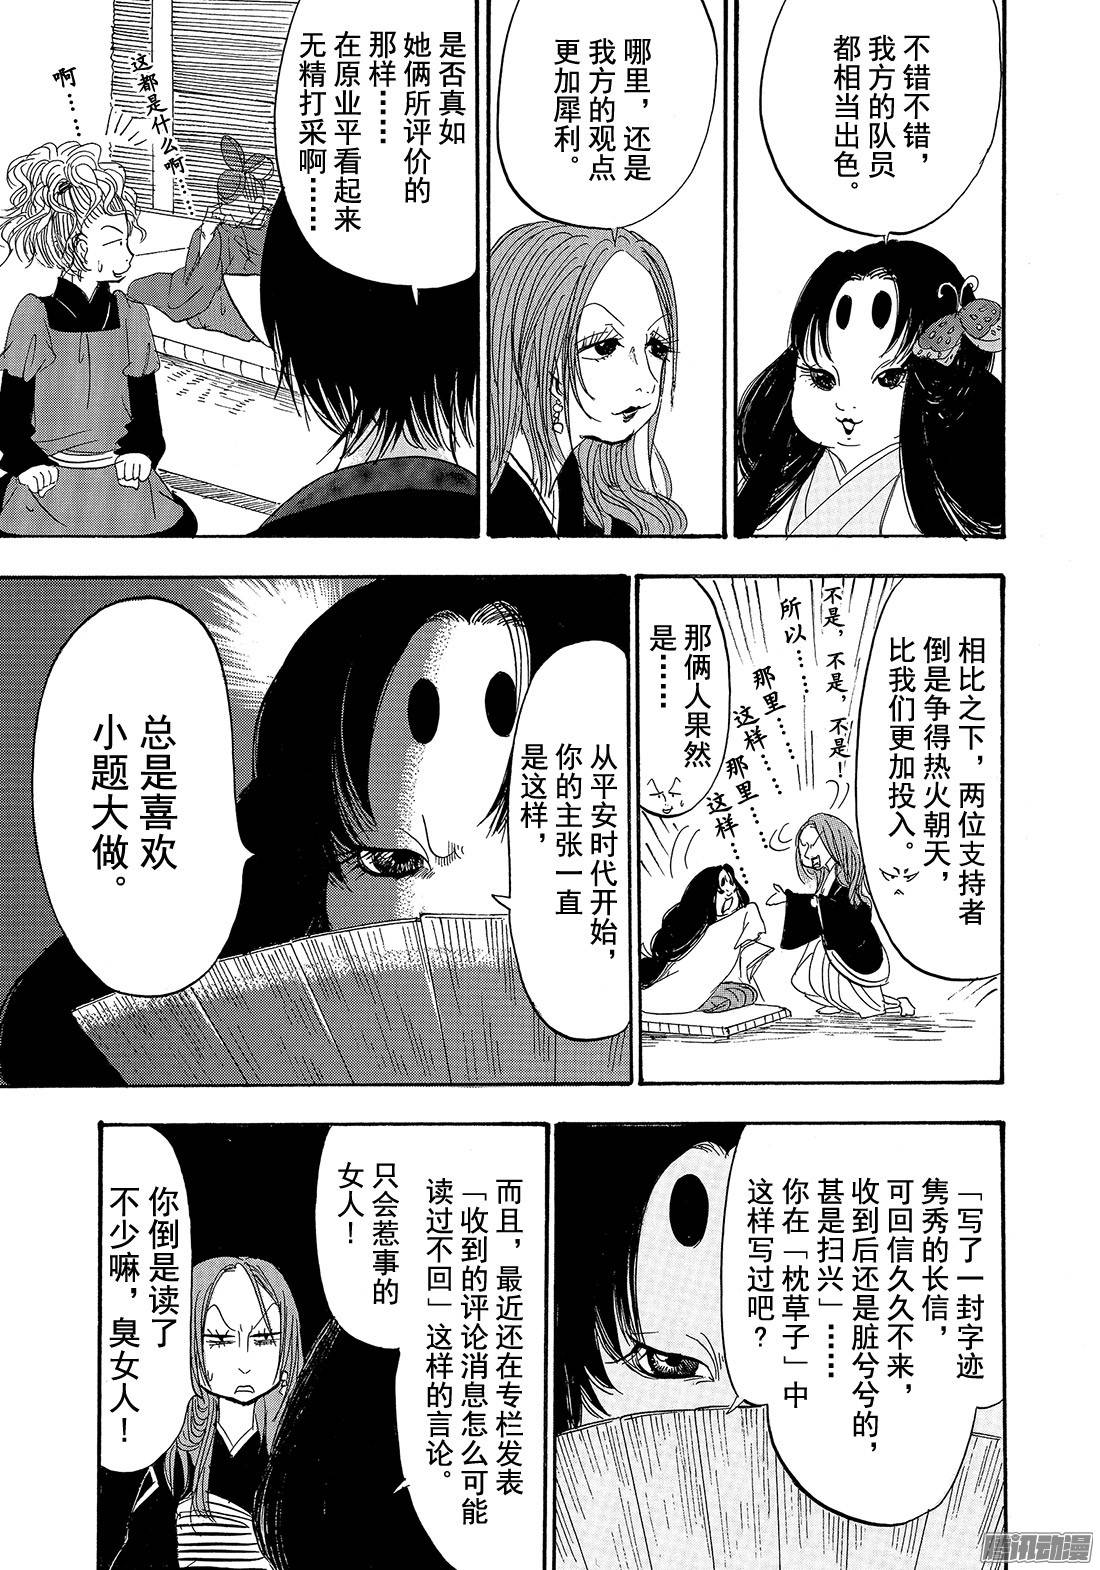 不错不错，
我方的队员
都相当出色。
哪里，还是
我方的观点
更加犀利。
是否真如
她俩所评价的
那样……
在原业平看起来
无精打采啊……
这都是什么啊……
啊……
相比之下，两位支持者
倒是争得热火朝天，
比我们更加投入。
不是，不是，不是！
所以……
那里……
这样……
那里……
这样……
那俩人果然
是……
从平安时代开始，
你的主张一直
是这样，
总是喜欢
小题大做。
「写了一封字迹
隽秀的长信，
可回信久久不来，
收到后还是脏兮兮的，
甚是扫兴」……
你在「枕草子」中
这样写过吧？
而且，最近还在专栏发表
「收到的评论消息怎么可能
读过不回」这样的言论。
只会惹事的
女人！
你倒是读了
不少嘛，臭女人！
腾讯动漫